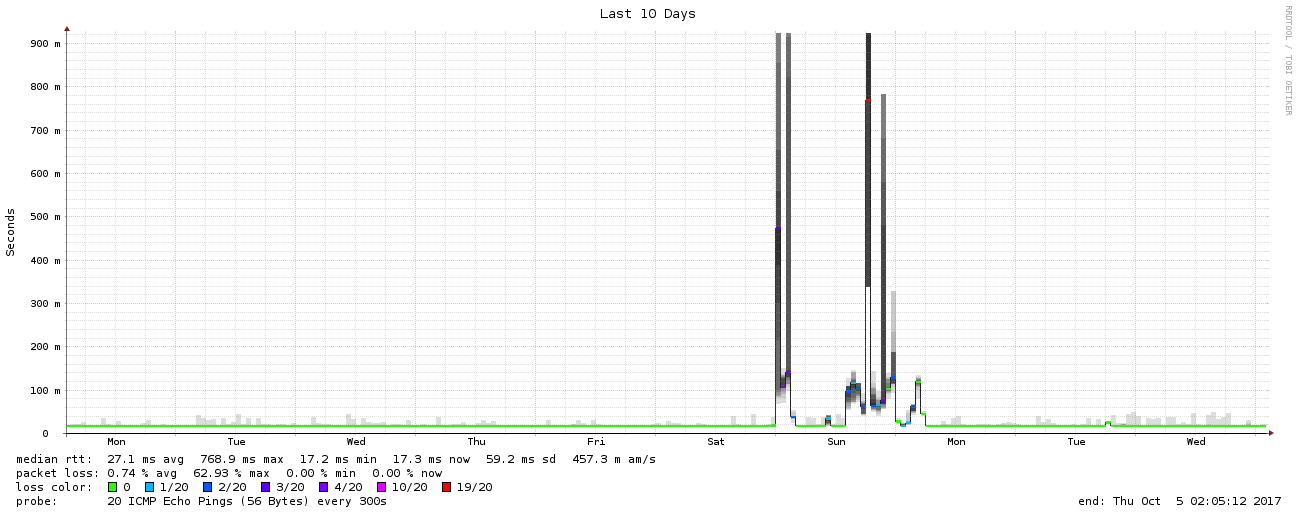 Last 10 Days
RRDTOOL / TOBI OETIKER
Seconds
900 m
800 m
700 m
600 m
500 m
400 m
300 m
200 m
100 m
0
Mon Tue Wed Thu Fri Sat Sun Mon Tue Wed
median rtt: 27.1 ms avg 768.9 ms max 17.2 ms min 17.3 ms now 59.2 ms sd 457.3 m am/s
packet loss: 0.74 % avg 62.93 % max 0.00 % min 0.00 % now
loss color: 0 1/20 2/20 3/20 4/20 10/20 19/20
probe: 20 ICMP Echo Pings (56 Bytes) every 300s end: Thu Oct 5 02:05:12 2017